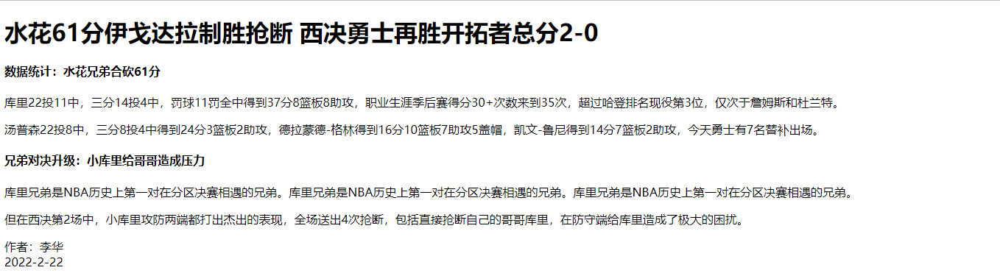 水花61分伊戈达拉制胜抢断 西决勇士再胜开拓者总分2-0
数据统计：水花兄弟合砍61分
库里22投11中，三分14投4中，罚球11罚全中得到37分8篮板8助攻，职业生涯季后赛得分30+次数来到35次，超过哈登排名现役第3位，仅次于詹姆斯和杜兰特。
汤普森22投8中，三分8投4中得到24分3篮板2助攻，德拉蒙德-格林得到16分10篮板7助攻5盖帽，凯文-鲁尼得到14分7篮板2助攻，今天勇士有7名替补出场。
兄弟对决升级：小库里给哥哥造成压力
库里兄弟是NBA历史上第一对在分区决赛相遇的兄弟。库里兄弟是NBA历史上第一对在分区决赛相遇的兄弟。库里兄弟是NBA历史上第一对在分区决赛相遇的兄弟。
但在西决第2场中，小库里攻防两端都打出杰出的表现，全场送出4次抢断，包括直接抢断自己的哥哥库里，在防守端给库里造成了极大的困扰。
作者：李华
2022-2-22